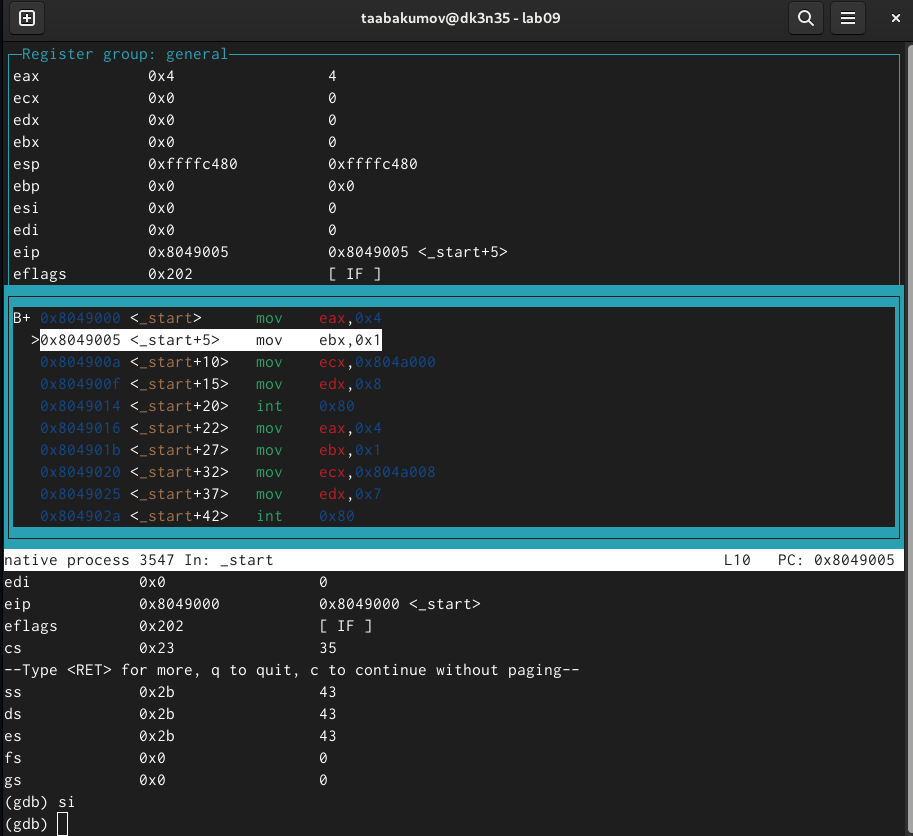 taabakumov@dk3n35 - lab09
Register group: general
eax 0x4 4
ecx 0x0 0
edx 0x0 0
ebx 0x0 0
esp 0xffffc480 0xffffc480
ebp 0x0 0x0
esi 0x0 0
edi 0x0 0
eip 0x8049005 0x8049005 <_start+5>
eflags 0x202 [ IF ]
B+ 0x8049000 <_start> mov eax,0x4
>0x8049005 <_start+5> mov ebx,0x1
0x804900a <_start+10> mov ecx,0x804a000
0x804900f <_start+15> mov edx,0x8
0x8049014 <_start+20> int 0x80
0x8049016 <_start+22> mov eax,0x4
0x804901b <_start+27> mov ebx,0x1
0x8049020 <_start+32> mov ecx,0x804a008
0x8049025 <_start+37> mov edx,0x7
0x804902a <_start+42> int 0x80
native process 3547 In: _start L10 PC: 0x8049005
edi 0x0 0
eip 0x8049000 0x8049000 <_start>
eflags 0x202 [ IF ]
cs 0x23 35
--Type <RET> for more, q to quit, c to continue without paging--
ss 0x2b 43
ds 0x2b 43
es 0x2b 43
fs 0x0 0
gs 0x0 0
(gdb) si
(gdb)